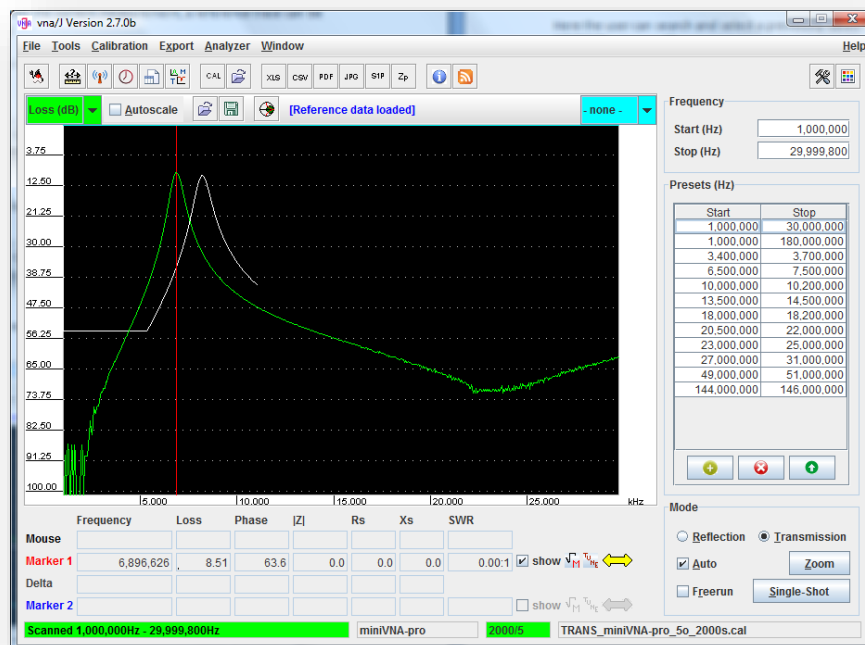 vna/J Version 2.7.0b
File Tools Calibration Export Analyzer Window Help
CAL XLS CSV PDF JPG S1P Zp
Loss (dB) Autoscale [Reference data loaded] - none -
3.75
12.50
21.25
30.00
38.75
47.50
56.25
65.00
73.75
82.50
91.25
100.00
5,000 10,000 15,000 20,000 25,000 kHz
Frequency
Start (Hz) 1,000,000
Stop (Hz) 29,999,800
Presets (Hz)
Start Stop
1,000,000 30,000,000
1,000,000 180,000,000
3,400,000 3,700,000
6,500,000 7,500,000
10,000,000 10,200,000
13,500,000 14,500,000
18,000,000 18,200,000
20,500,000 22,000,000
23,000,000 25,000,000
27,000,000 31,000,000
49,000,000 51,000,000
144,000,000 146,000,000
Mode
Reflection Transmission
Auto Zoom
Freerun Single-Shot
Frequency Loss Phase |Z| Rs Xs SWR
Mouse
Marker 1 6,896,626 8.51 63.6 0.0 0.0 0.0 0.00:1 show
Delta
Marker 2 show
Scanned 1,000,000Hz - 29,999,800Hz miniVNA-pro 2000/5 TRANS_miniVNA-pro_5o_2000s.cal